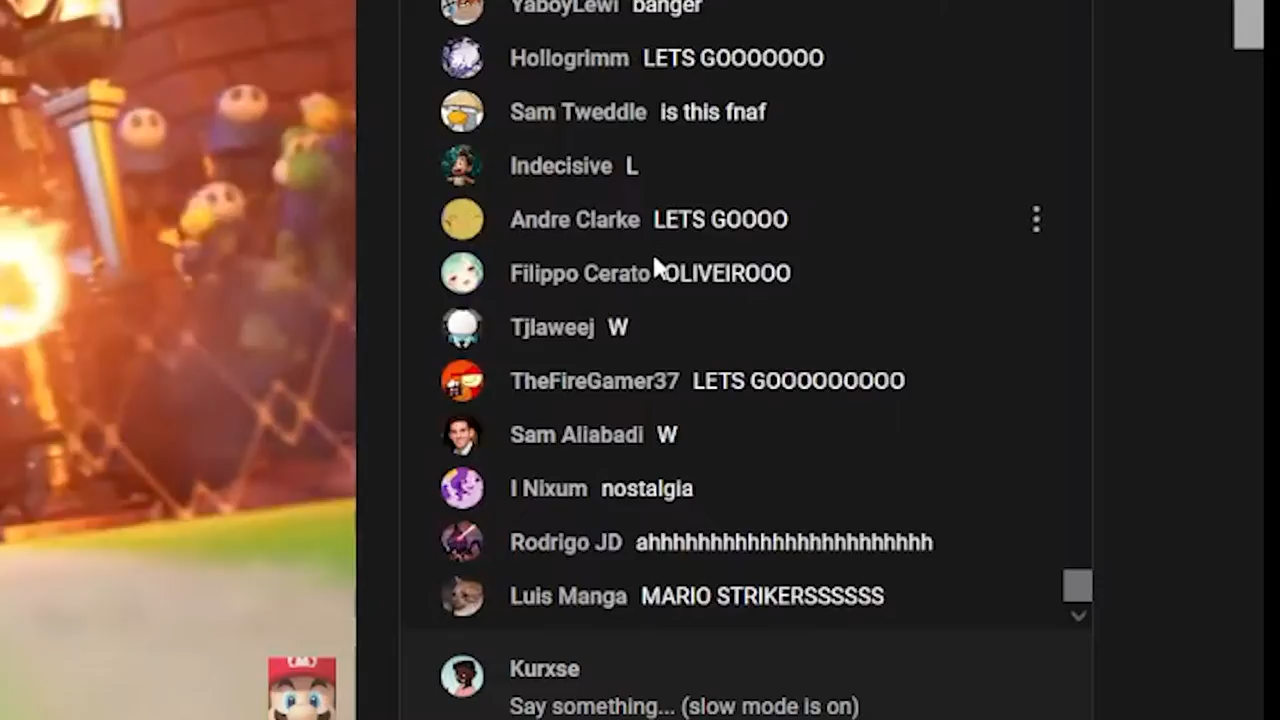 YaboyLewi banger
Hollogrimm LETS GOOOOOOO
Sam Tweddle is this fnaf
Indecisive L
Andre Clarke LETS GOOOO
Filippo Cerato OLIVEIROOO
Tjlaweej W
TheFireGamer37 LETS GOOOOOOOOO
Sam Aliabadi W
I Nixum nostalgia
Rodrigo JD ahhhhhhhhhhhhhhhhhhhhhhh
Luis Manga MARIO STRIKERSSSSSS
Kurxse
Say something... (slow mode is on)